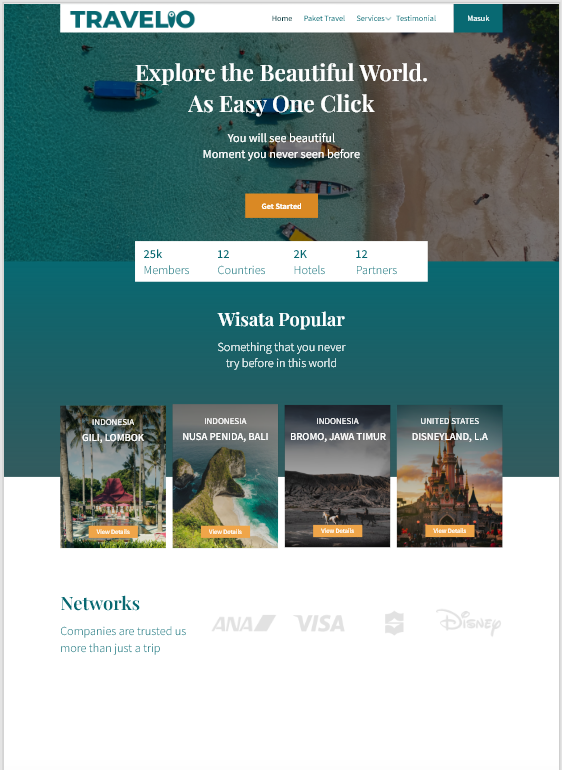 TRAVELIO
Home Paket Travel Services Testimonial Masuk
Explore the Beautiful World.
As Easy One Click
You will see beautiful
Moment you never seen before
Get Started
25k 12 2K 12
Members Countries Hotels Partners
Wisata Popular
Something that you never
try before in this world
INDONESIA
GILI, LOMBOK
View Details
INDONESIA
NUSA PENIDA, BALI
View Details
INDONESIA
BROMO, JAWA TIMUR
View Details
UNITED STATES
DISNEYLAND, L.A
View Details
Networks
Companies are trusted us
more than just a trip
ANA VISA Disney